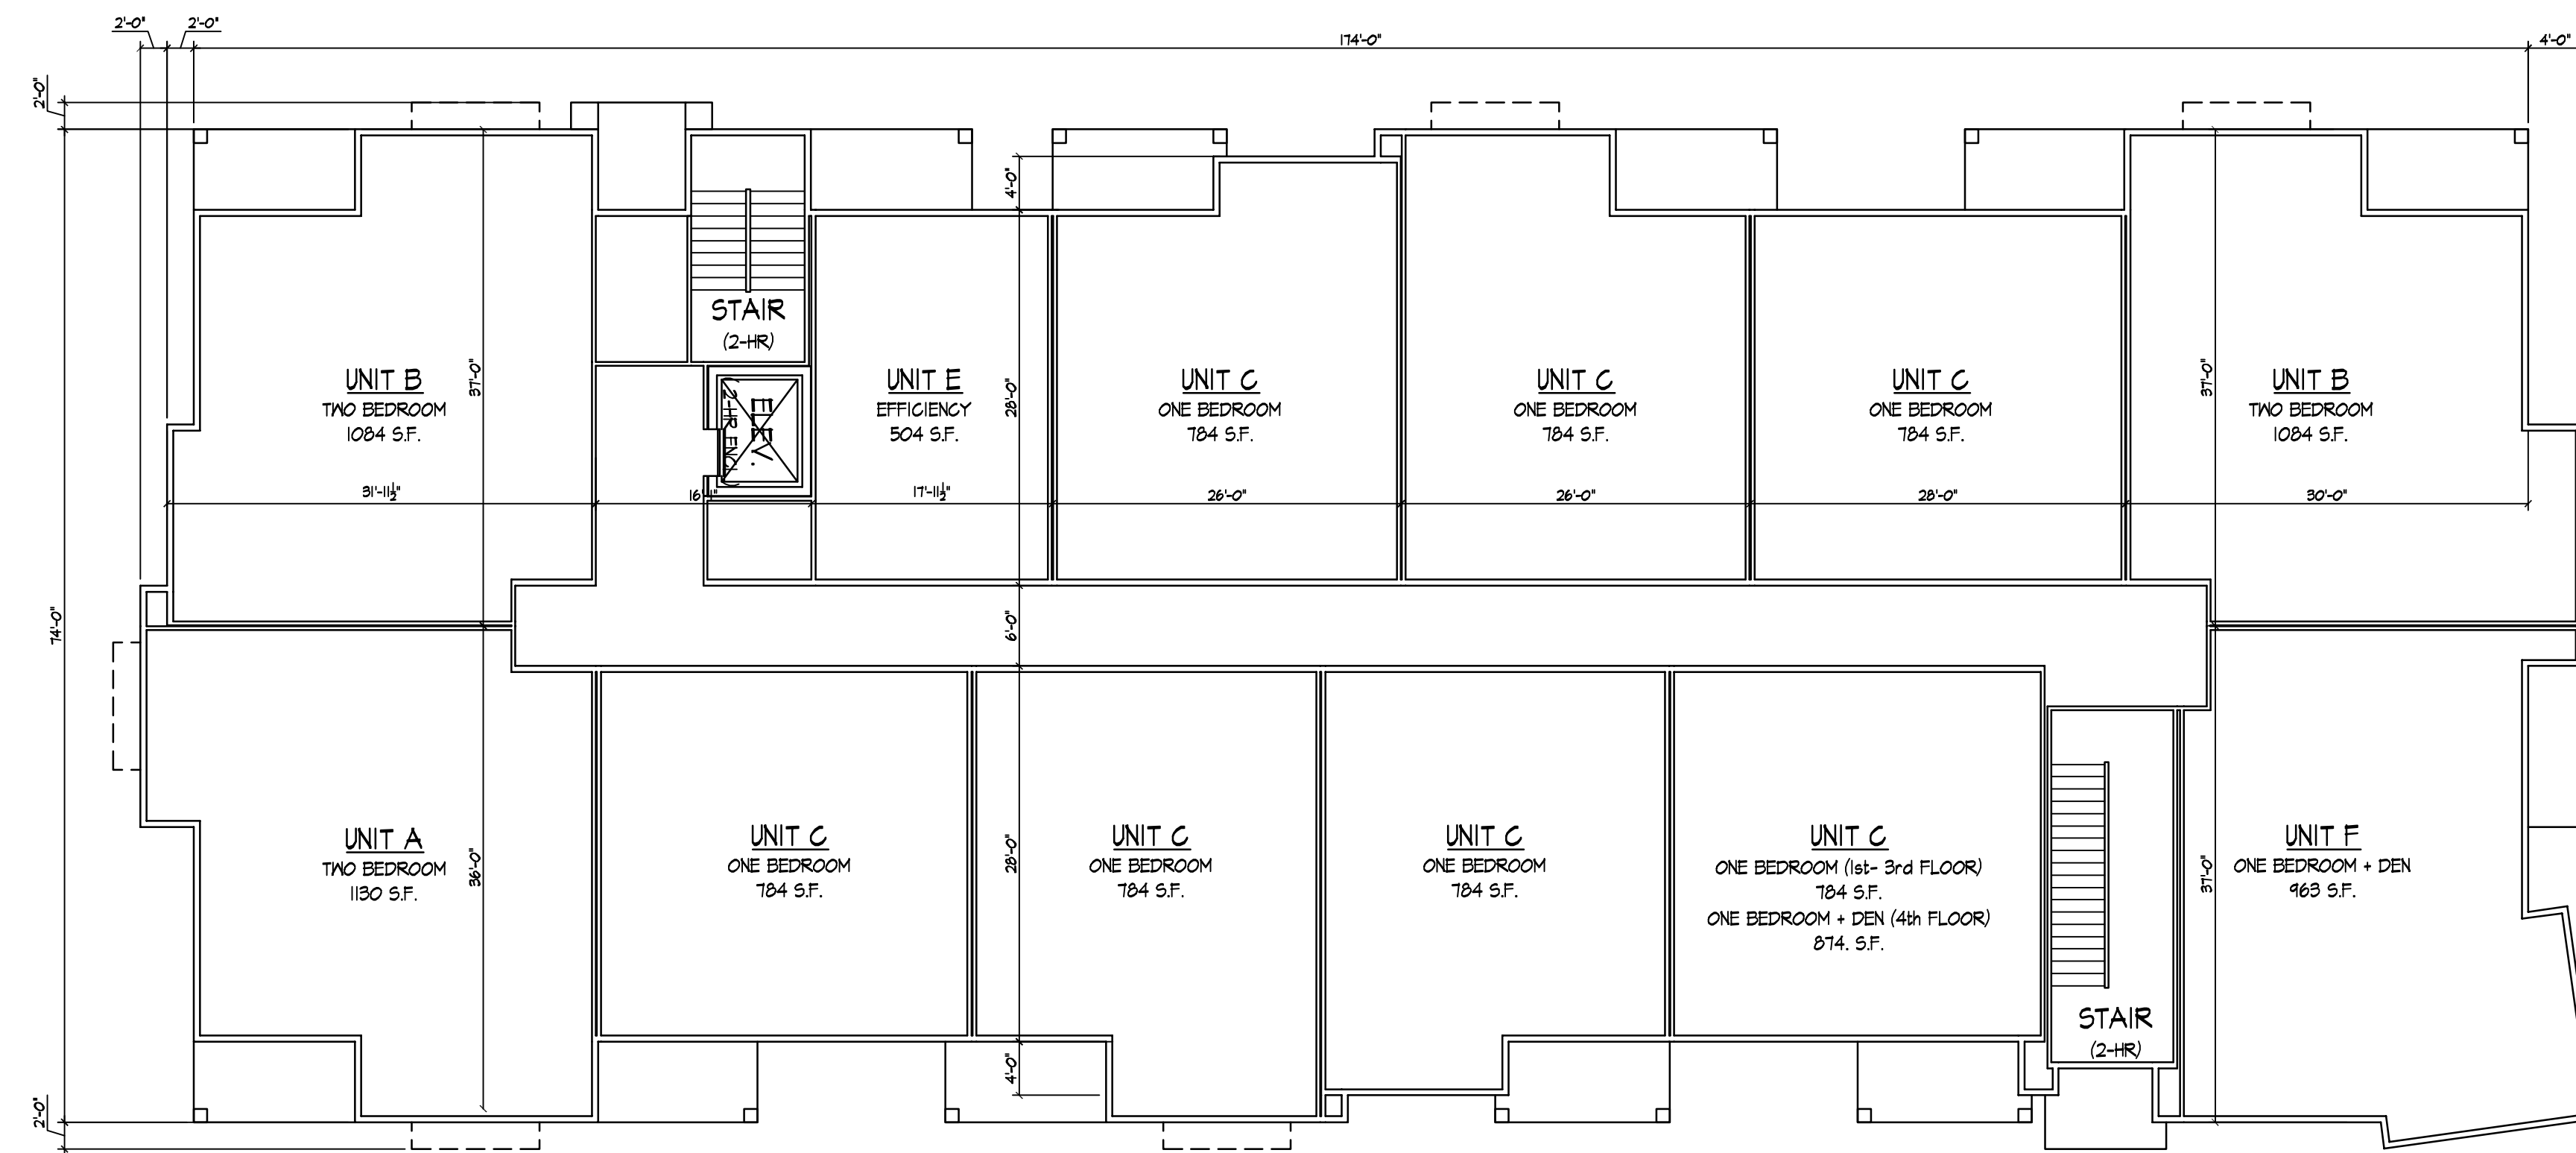 2'-0"
2'-0"
174'-0"
4'-0"
2'-0"
4'-0"
STAIR
(2-HR)
UNIT B
TWO BEDROOM
1084 S.F.
37'-0"
ELEV.
UNIT E
EFFICIENCY
504 S.F.
28'-0"
UNIT C
ONE BEDROOM
784 S.F.
UNIT C
ONE BEDROOM
784 S.F.
UNIT C
ONE BEDROOM
784 S.F.
37'-0"
UNIT B
TWO BEDROOM
1084 S.F.
31'-11½"
17'-11½"
26'-0"
26'-0"
28'-0"
30'-0"
74'-0"
6'-0"
UNIT A
TWO BEDROOM
1130 S.F.
36'-0"
UNIT C
ONE BEDROOM
784 S.F.
28'-0"
UNIT C
ONE BEDROOM
784 S.F.
UNIT C
ONE BEDROOM
784 S.F.
UNIT C
ONE BEDROOM (1st- 3rd FLOOR)
784 S.F.
ONE BEDROOM + DEN (4th FLOOR)
874. S.F.
37'-0"
UNIT F
ONE BEDROOM + DEN
963 S.F.
STAIR
(2-HR)
4'-0"
2'-0"